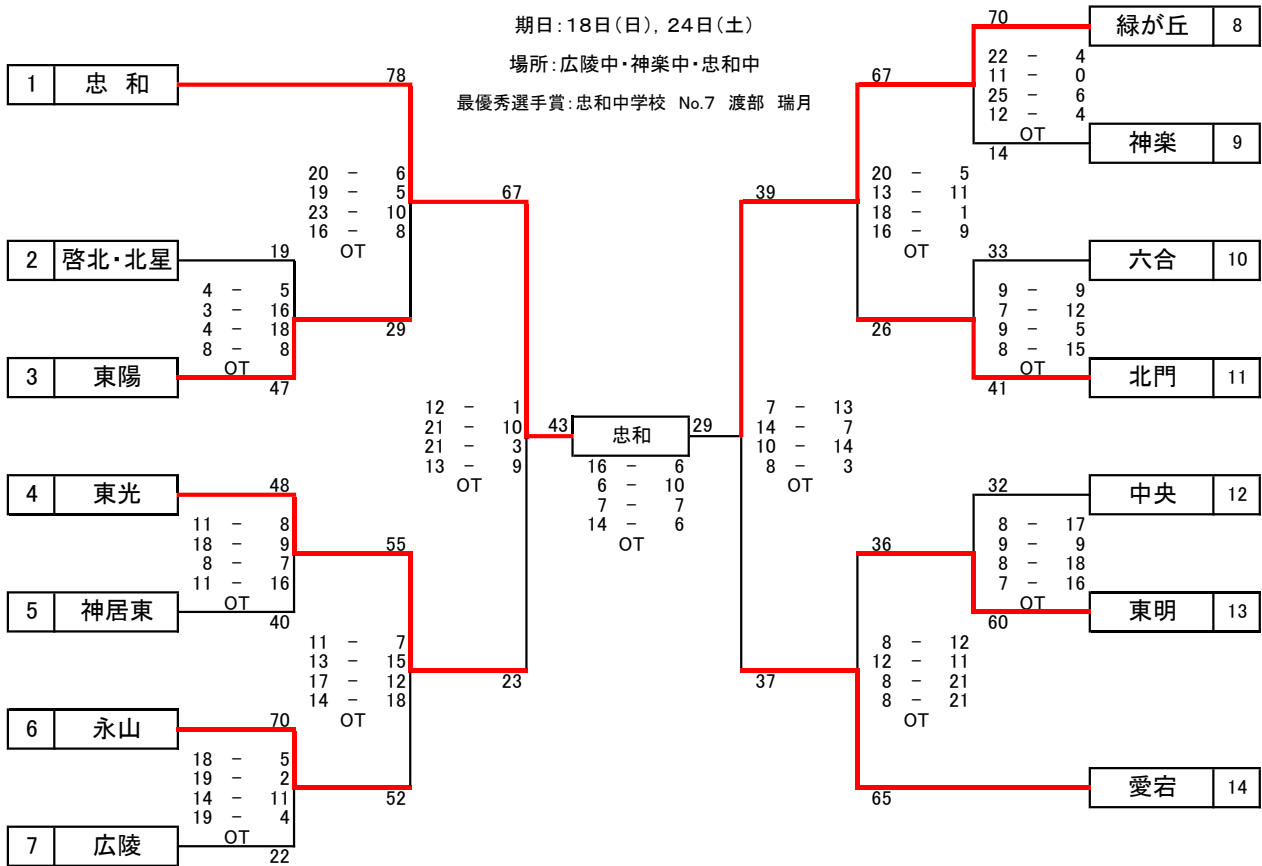 期日:18日(日), 24日(土)
場所:広陵中・神楽中・忠和中
最優秀選手賞:忠和中学校 No.7 渡部 瑞月
1 忠 和
78
20 - 6
19 - 5
23 - 10
16 - 8
OT
67
2 啓北・北星
19
4 - 5
3 - 16
4 - 18
8 - 8
OT
29
3 東陽
47
12 - 1
21 - 10
21 - 3
13 - 9
OT
4 東光
48
11 - 8
18 - 9
8 - 7
11 - 16
OT
55
5 神居東
40
11 - 7
13 - 15
17 - 12
14 - 18
OT
23
6 永山
70
18 - 5
19 - 2
14 - 11
19 - 4
OT
52
7 広陵
22
43 忠和 29
16 - 6
6 - 10
7 - 7
14 - 6
OT
70
緑が丘 8
67
22 - 4
11 - 0
25 - 6
12 - 4
OT
14
神楽 9
39
20 - 5
13 - 11
18 - 1
16 - 9
OT
33
六合 10
9 - 9
7 - 12
9 - 5
8 - 15
OT
26
41
北門 11
7 - 13
14 - 7
10 - 14
8 - 3
OT
32
中央 12
36
8 - 17
9 - 9
8 - 18
7 - 16
OT
60
東明 13
8 - 12
12 - 11
8 - 21
8 - 21
OT
37
65
愛宕 14